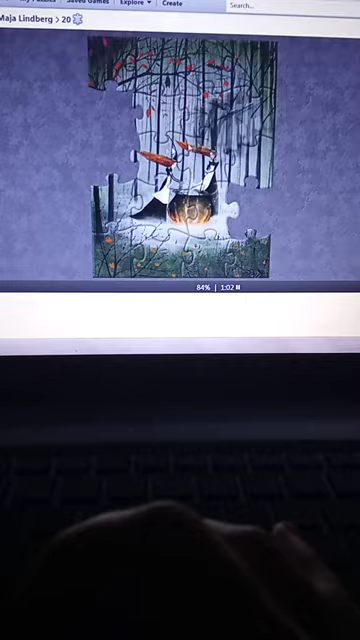 Saved Games Explore ▾ Create Search...
Maja Lindberg > 20
84% | 1:02